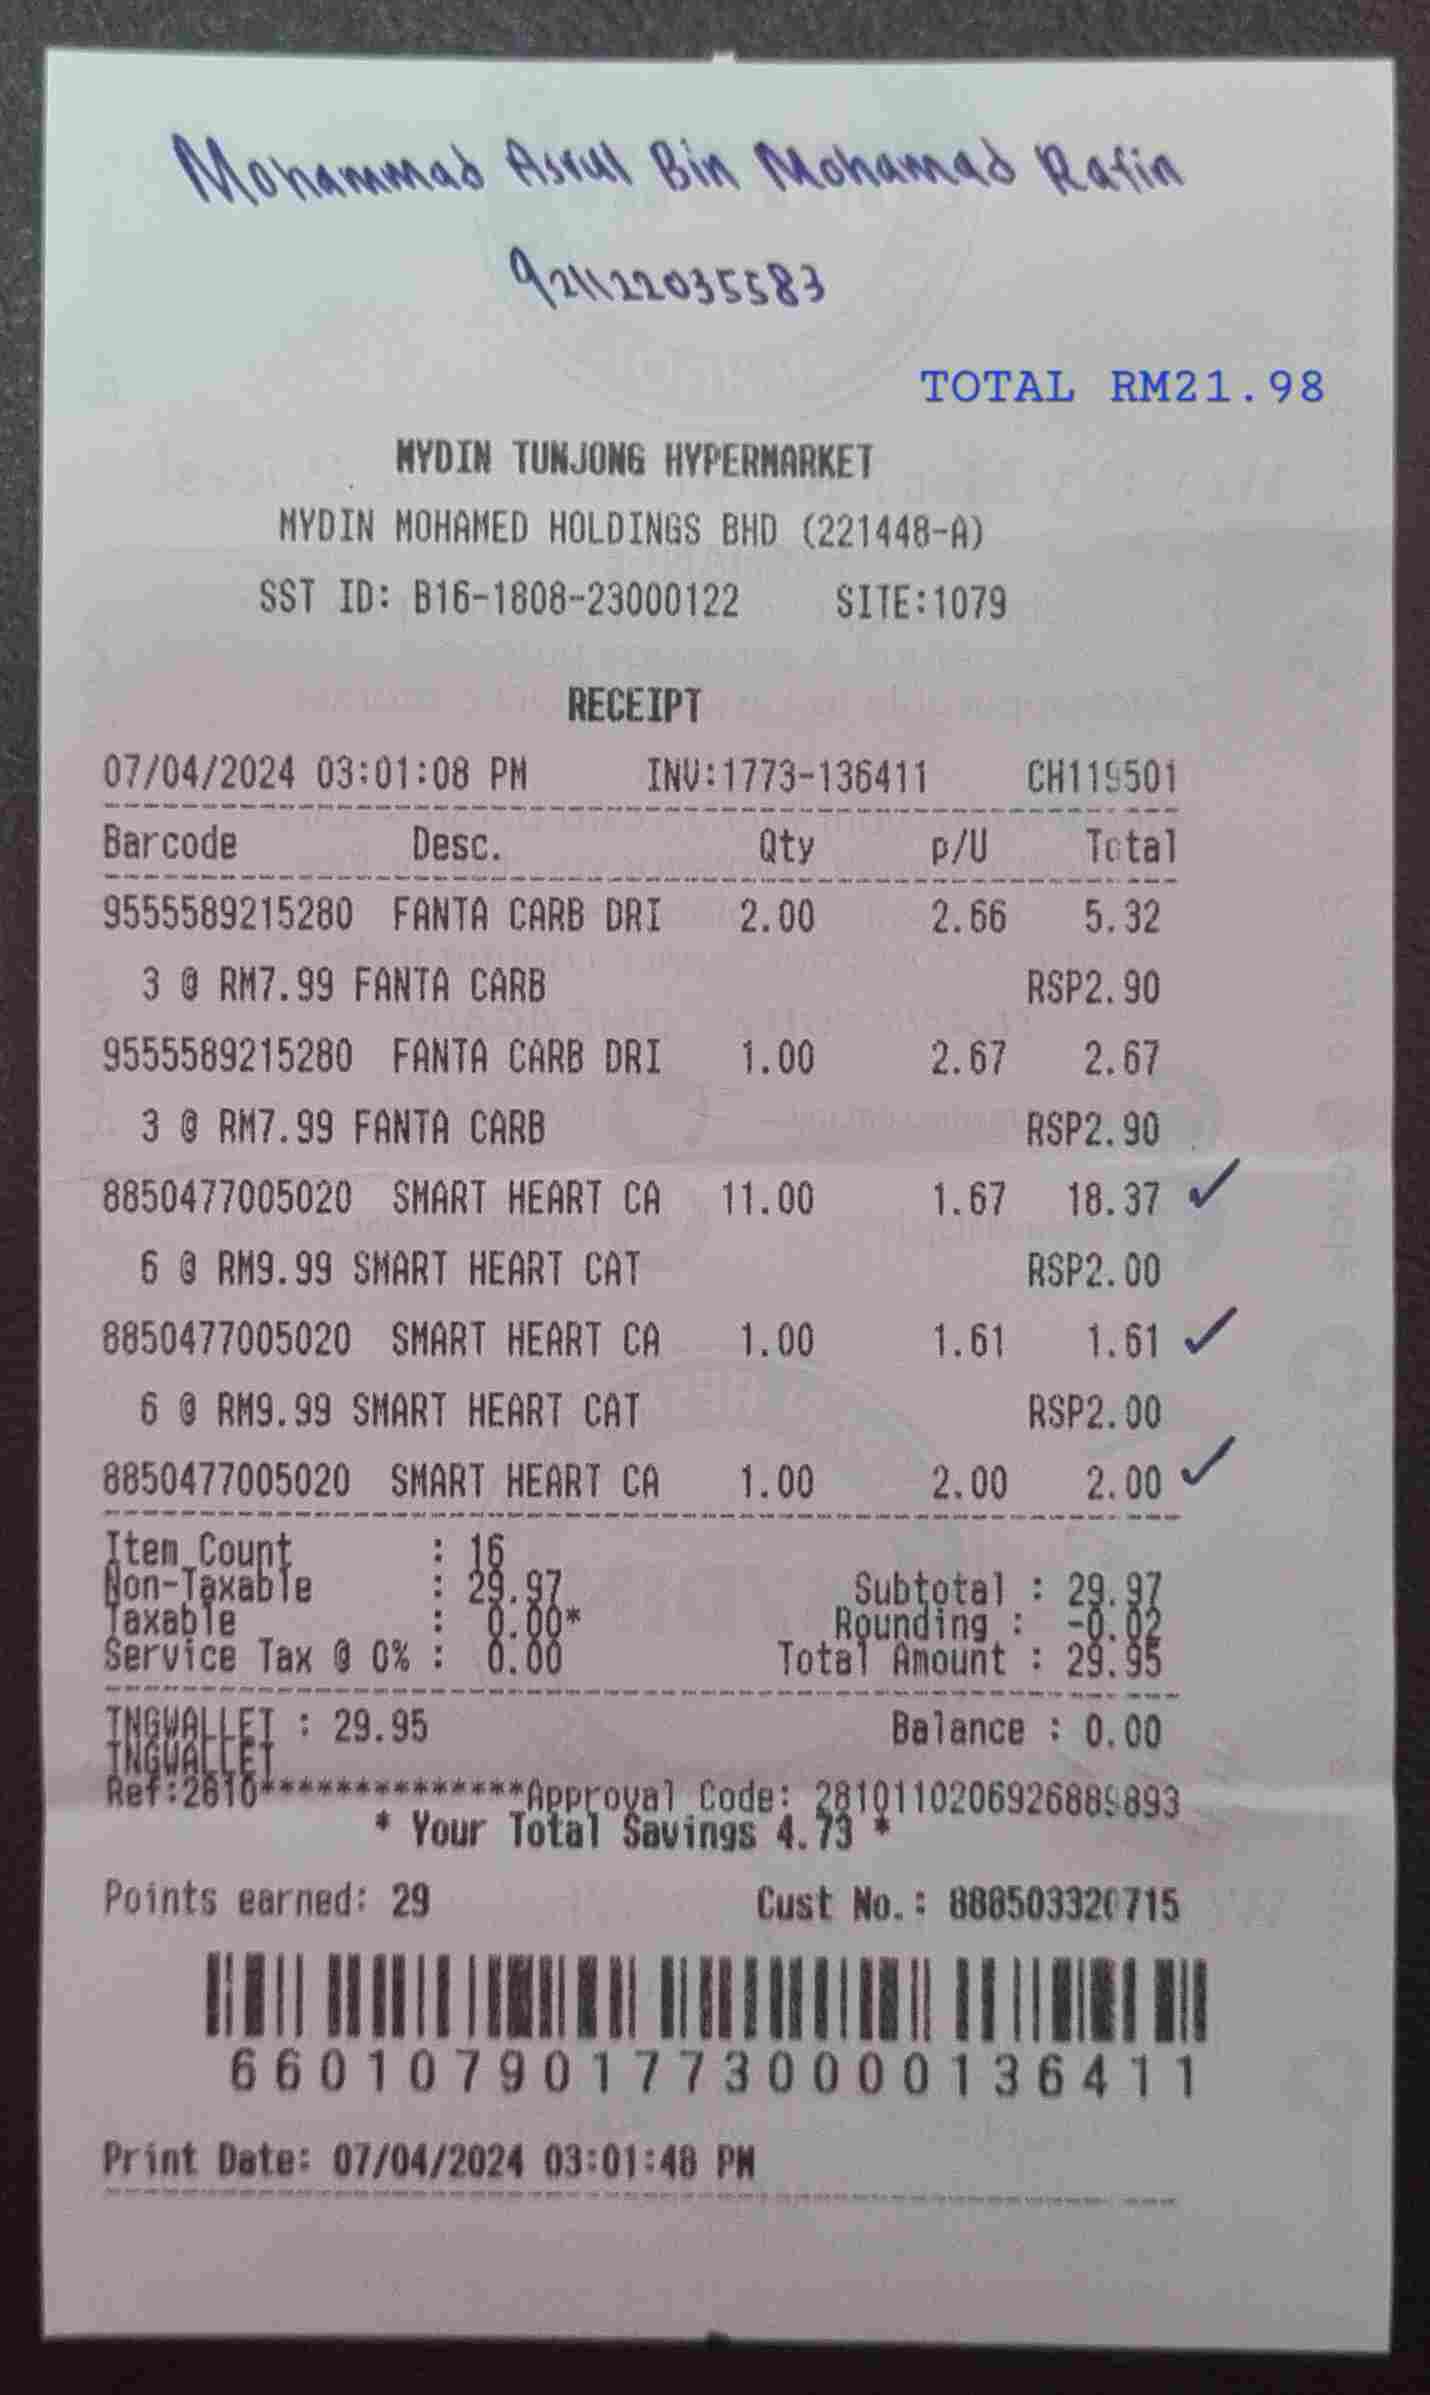 Mohammad Asrul Bin Mohamad Rafin
921122035583
TOTAL RM21.98
MYDIN TUNJONG HYPERMARKET
MYDIN MOHAMED HOLDINGS BHD (221448-A)
SST ID: B16-1808-23000122 SITE:1079
RECEIPT
07/04/2024 03:01:08 PM INV:1773-136411 CH119501
Barcode Desc. Qty p/U Total
9555589215280 FANTA CARB DRI 2.00 2.66 5.32
3 @ RM7.99 FANTA CARB RSP2.90
9555589215280 FANTA CARB DRI 1.00 2.67 2.67
3 @ RM7.99 FANTA CARB RSP2.90
8850477005020 SMART HEART CA 11.00 1.67 18.37 ✓
6 @ RM9.99 SMART HEART CAT RSP2.00
8850477005020 SMART HEART CA 1.00 1.61 1.61 ✓
6 @ RM9.99 SMART HEART CAT RSP2.00
8850477005020 SMART HEART CA 1.00 2.00 2.00 ✓
Item Count : 16
Non-Taxable : 29.97 Subtotal : 29.97
Taxable : 0.00* Rounding : -0.02
Service Tax @ 0% : 0.00 Total Amount : 29.95
TNGWALLET : 29.95 Balance : 0.00
TNGWALLET
Ref:2810**************Approval Code: 2810110206926889893
* Your Total Savings 4.73 *
Points earned: 29 Cust No.: 888503320715
6601079017730000136411
Print Date: 07/04/2024 03:01:48 PM